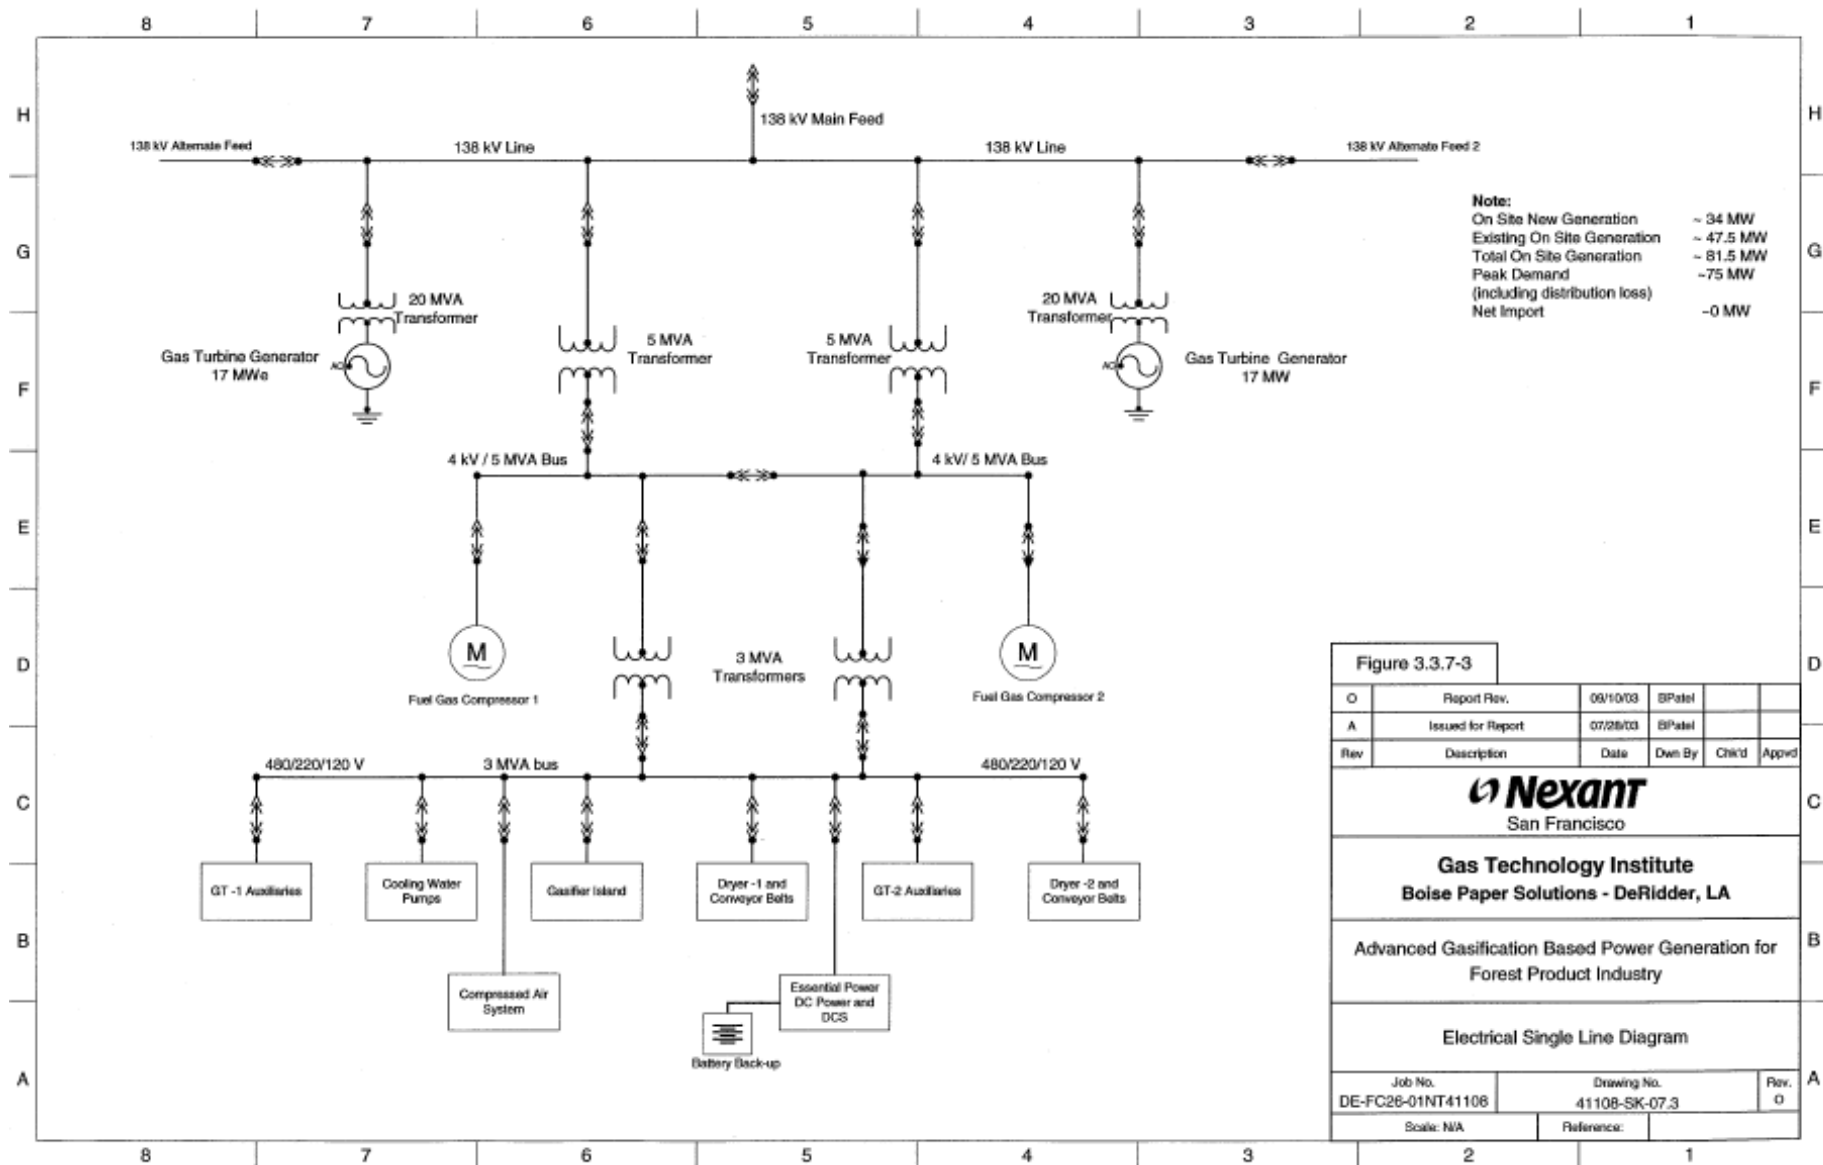 8 7 6 5 4 3 2 1
H
H
138 kV Main Feed
138 kV Alternate Feed
138 kV Line
138 kV Line
138 kV Alternate Feed 2
Note:
On Site New Generation ~ 34 MW
Existing On Site Generation ~ 47.5 MW
Total On Site Generation ~ 81.5 MW
Peak Demand ~75 MW
(including distribution loss)
Net Import ~0 MW
G
G
20 MVA
Transformer
20 MVA
Transformer
5 MVA
Transformer
5 MVA
Transformer
Gas Turbine Generator
17 MWe
AC
AC
Gas Turbine Generator
17 MW
F
F
4 kV / 5 MVA Bus
4 kV/ 5 MVA Bus
E
E
M
Fuel Gas Compressor 1
3 MVA
Transformers
M
Fuel Gas Compressor 2
D
D
480/220/120 V
3 MVA bus
480/220/120 V
C
C
GT -1 Auxiliaries
Cooling Water
Pumps
Gasifier Island
Dryer -1 and
Conveyor Belts
GT-2 Auxiliaries
Dryer -2 and
Conveyor Belts
B
B
Compressed Air
System
Essential Power
DC Power and
DCS
Battery Back-up
A
A
Figure 3.3.7-3
O Report Rev. 09/10/03 BPatel
A Issued for Report 07/28/03 BPatel
Rev Description Date Dwn By Chk'd Appvd
Nexant
San Francisco
Gas Technology Institute
Boise Paper Solutions - DeRidder, LA
Advanced Gasification Based Power Generation for
Forest Product Industry
Electrical Single Line Diagram
Job No.
DE-FC26-01NT41108
Drawing No.
41108-SK-07.3
Rev.
O
Scale: N/A
Reference:
8 7 6 5 4 3 2 1